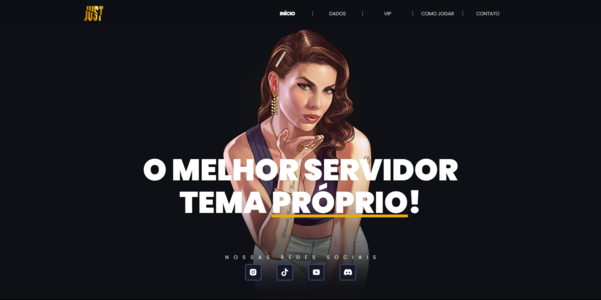 JUST
INÍCIO | DADOS | VIP | COMO JOGAR | CONTATO
O MELHOR SERVIDOR
TEMA PRÓPRIO!
NOSSAS REDES SOCIAIS